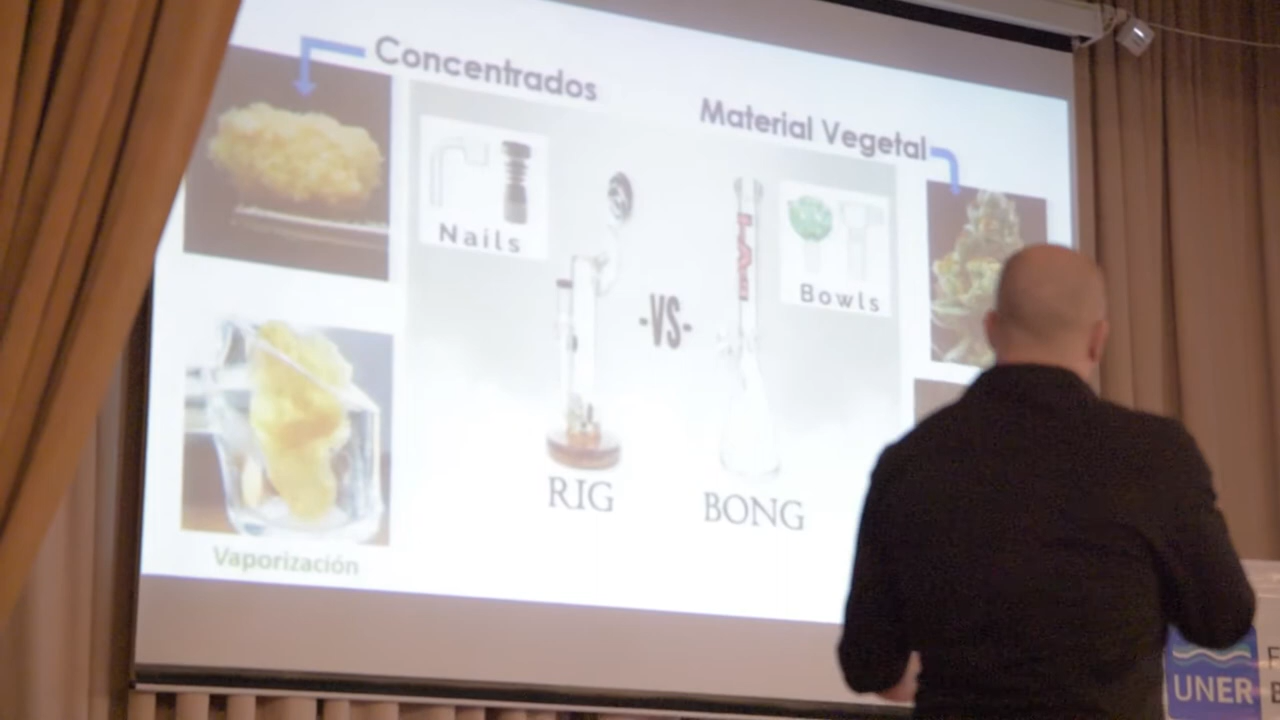 Concentrados
Material Vegetal
Nails
-VS-
Bowls
RIG
BONG
Vaporización
UNER